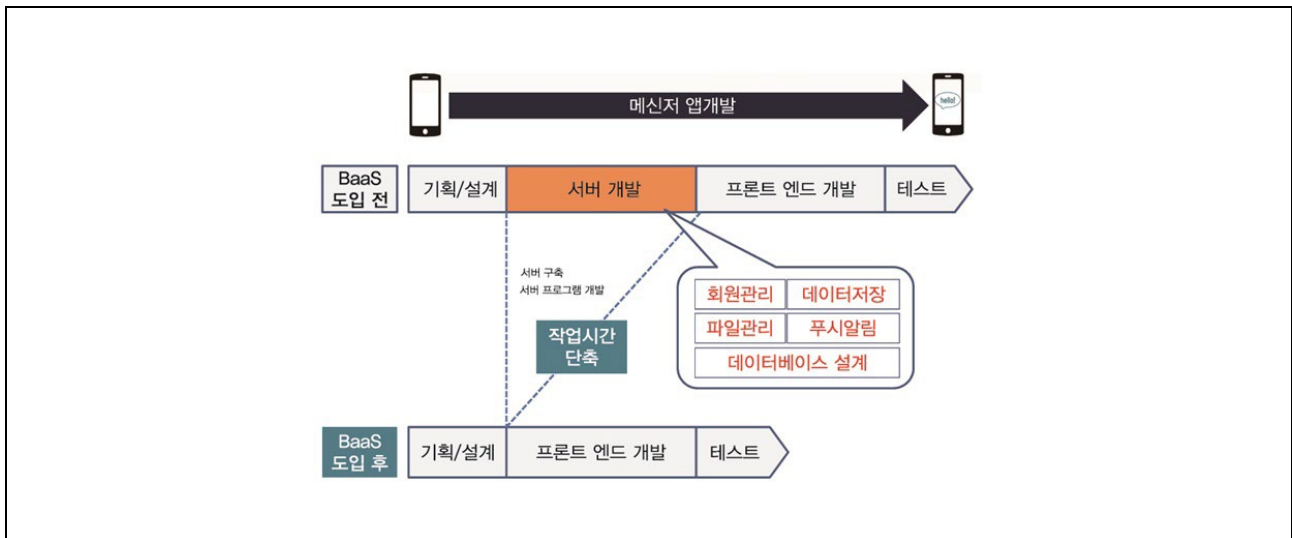 hello!
메신저 앱개발
BaaS
도입 전
기획/설계
서버 개발
프론트 엔드 개발
테스트
서버 구축
서버 프로그램 개발
작업시간
단축
회원관리
데이터저장
파일관리
푸시알림
데이터베이스 설계
BaaS
도입 후
기획/설계
프론트 엔드 개발
테스트